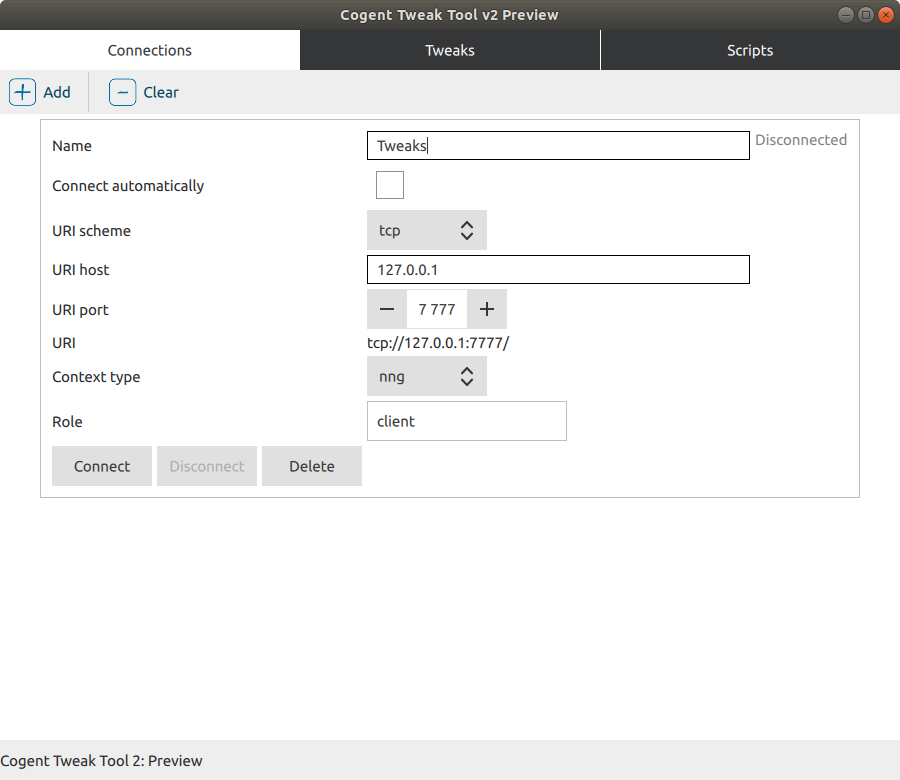 Cogent Tweak Tool v2 Preview
Connections Tweaks Scripts
Add Clear
Name Tweaks Disconnected
Connect automatically
URI scheme tcp
URI host 127.0.0.1
URI port 7 777
URI tcp://127.0.0.1:7777/
Context type nng
Role client
Connect Disconnect Delete
Cogent Tweak Tool 2: Preview